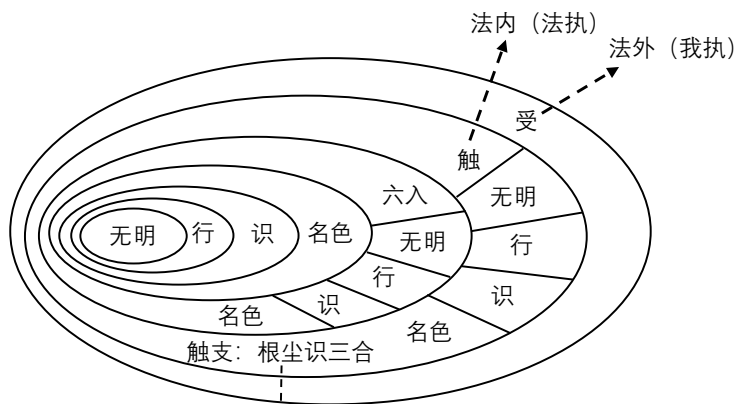 法内（法执）
法外（我执）
受
触
六入
无明
无明
行
识
名色
无明
行
行
识
识
名色
名色
触支：根尘识三合